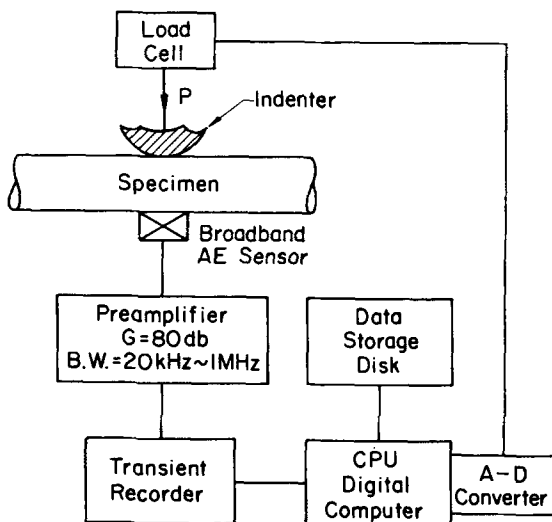 Load
Cell
P
Indenter
Specimen
Broadband
AE Sensor
Preamplifier
G=80db
B.W.=20kHz~1MHz
Data
Storage
Disk
Transient
Recorder
CPU
Digital
Computer
A-D
Converter